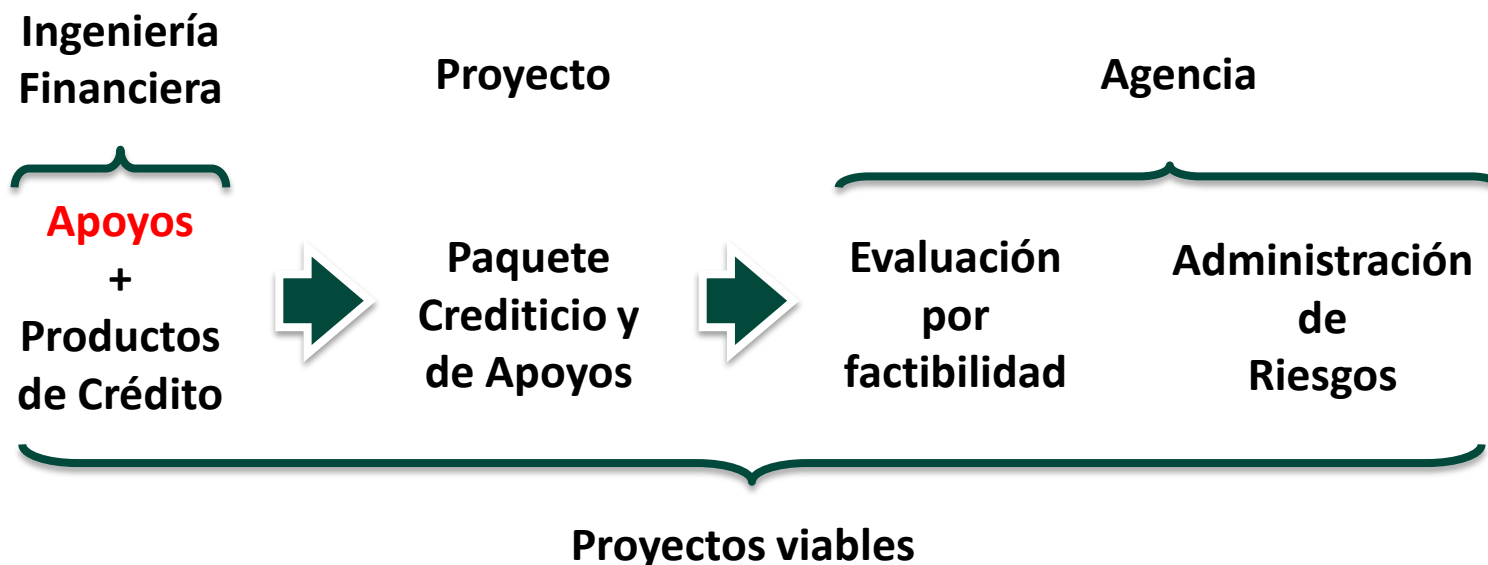 Ingeniería
Financiera
Proyecto
Agencia
Apoyos
+
Productos
de Crédito
Paquete
Crediticio y
de Apoyos
Evaluación
por
factibilidad
Administración
de
Riesgos
Proyectos viables